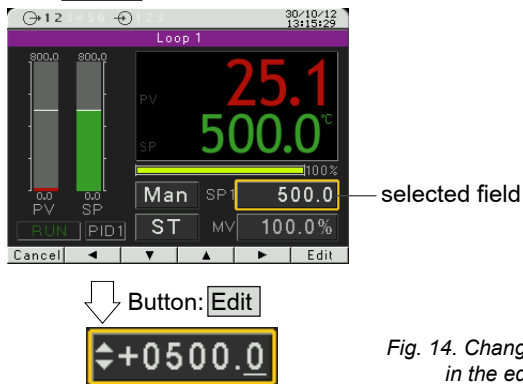 12 3456 123 30/10/12
13:15:29
Loop 1
800.0 800.0
PV 25.1
SP 500.0 °C
100%
0.0 0.0
PV SP
Man SP1 500.0
RUN PID1 ST MV 100.0%
Cancel ◄ ▼ ▲ ► Edit
selected field
Button: Edit
+0500.0
Fig. 14. Chang
in the ed